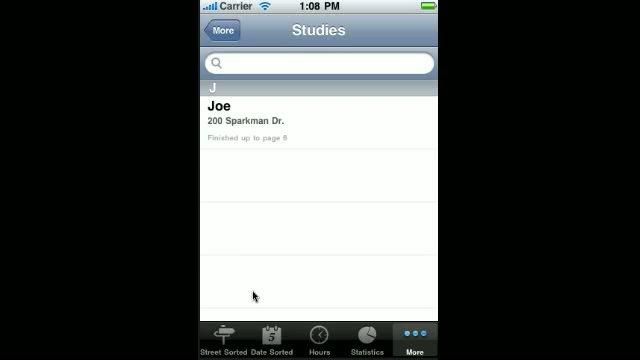 Carrier 1:08 PM
More Studies
J
Joe
200 Sparkman Dr.
Finished up to page 8
5
Street Sorted Date Sorted Hours Statistics More